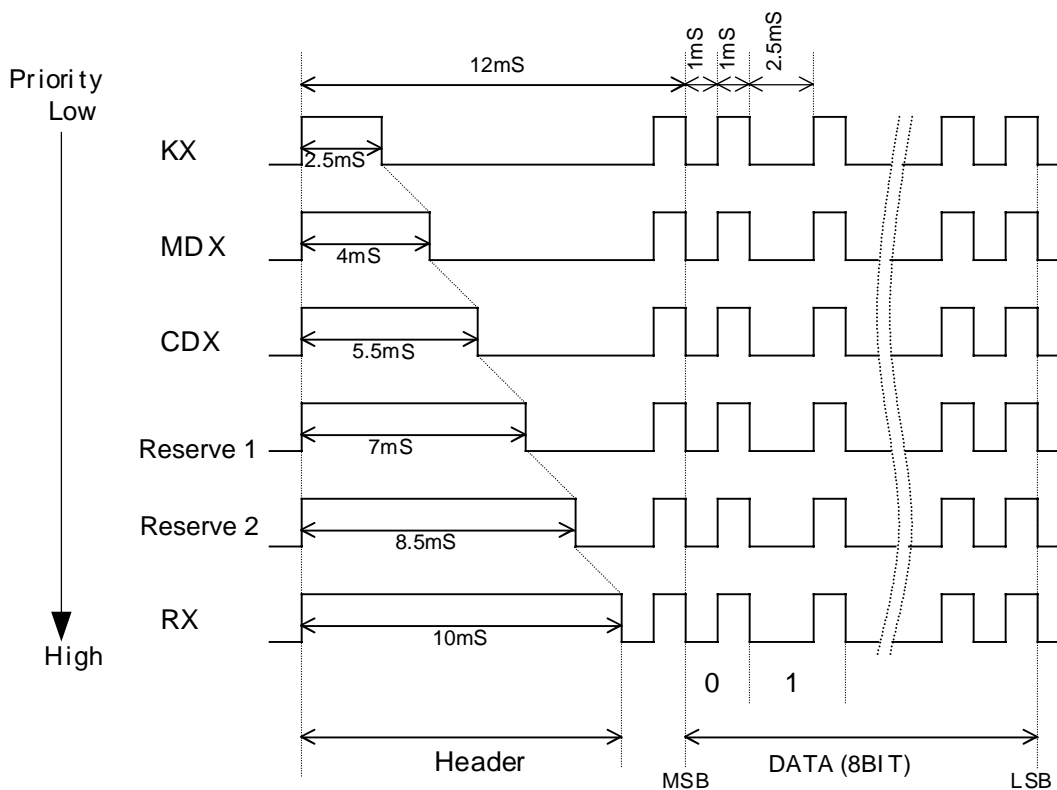 1mS
1mS
2.5mS
12mS
Priority
Low
KX
2.5mS
MDX
4mS
CDX
5.5mS
Reserve 1
7mS
Reserve 2
8.5mS
RX
10mS
High
0
1
Header
MSB
DATA (8BIT)
LSB